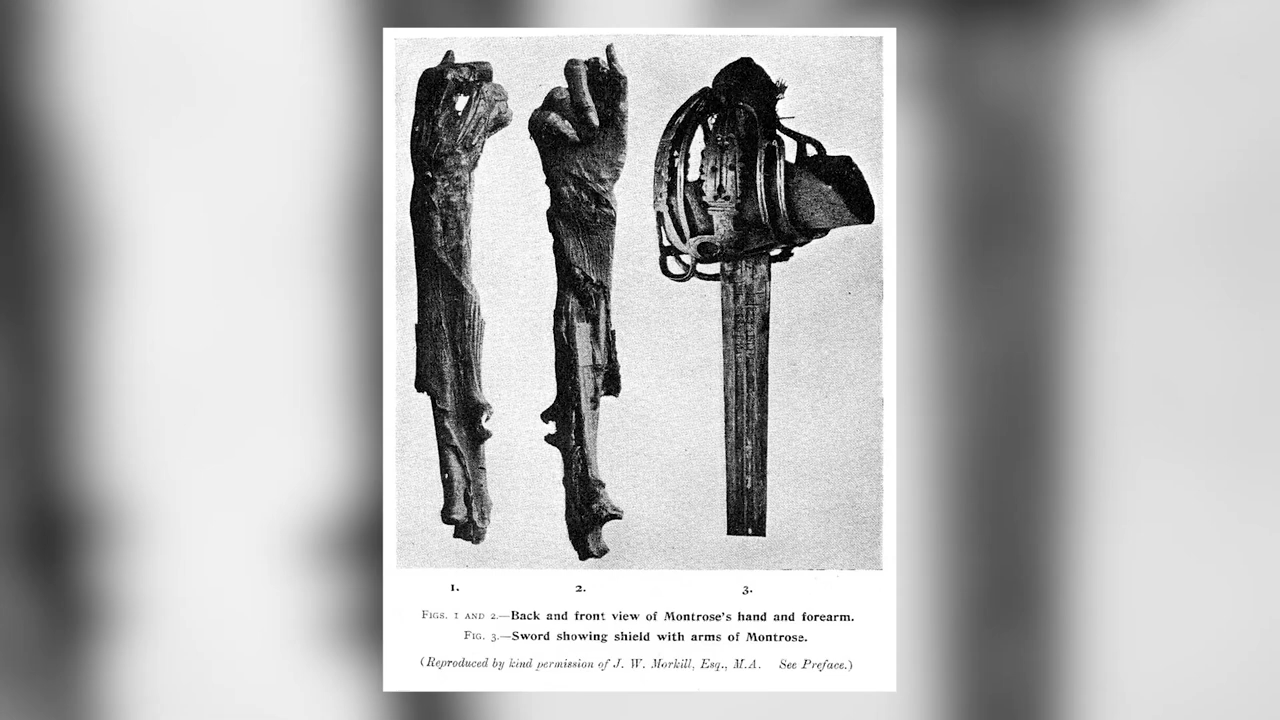 1. 2. 3.
FIGS. 1 AND 2.—Back and front view of Montrose's hand and forearm.
FIG. 3.—Sword showing shield with arms of Montrose.
(Reproduced by kind permission of J. W. Morkill, Esq., M.A. See Preface.)